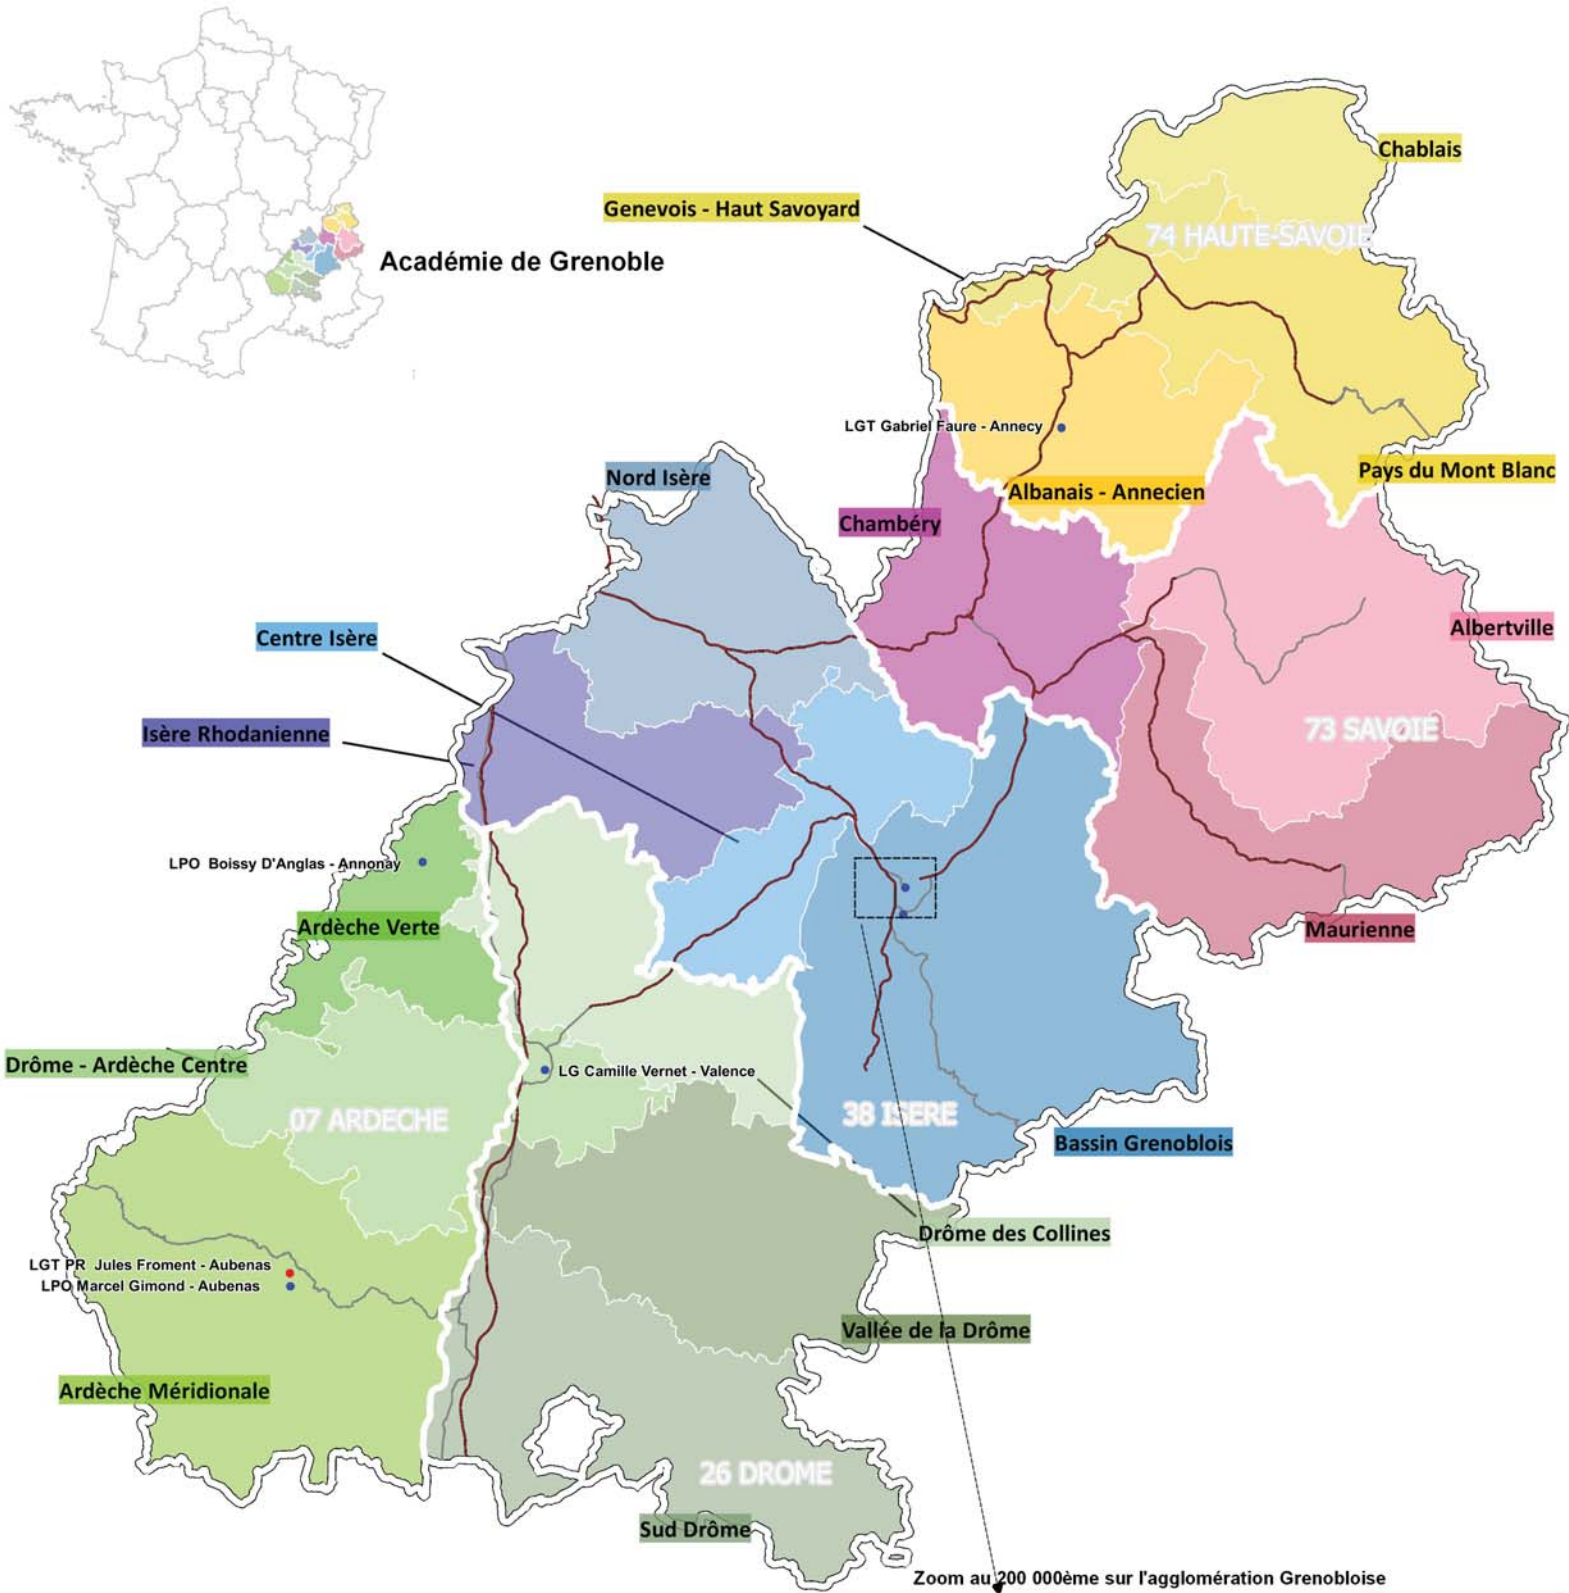 Chablais
Genevois - Haut Savoyard
74 HAUTE-SAVOIE
Académie de Grenoble
LGT Gabriel Faure - Annecy
Nord Isère
Pays du Mont Blanc
Albanais - Annecien
Chambéry
Centre Isère
Albertville
Isère Rhodanienne
73 SAVOIE
LPO Boissy D'Anglas - Annonay
Ardèche Verte
Maurienne
Drôme - Ardèche Centre
LG Camille Vernet - Valence
07 ARDECHE
38 ISERE
Bassin Grenoblois
Drôme des Collines
LGT PR Jules Froment - Aubenas
LPO Marcel Gimond - Aubenas
Vallée de la Drôme
Ardèche Méridionale
26 DROME
Sud Drôme
Zoom au 200 000ème sur l'agglomération Grenobloise